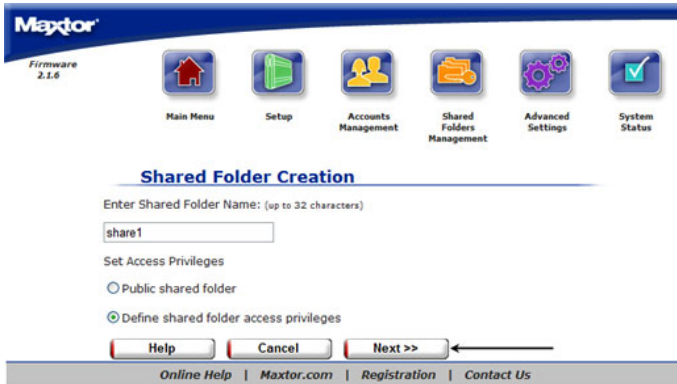 Maxtor
Firmware
2.1.6
Main Menu
Setup
Accounts
Management
Shared
Folders
Management
Advanced
Settings
System
Status
Shared Folder Creation
Enter Shared Folder Name: (up to 32 characters)
share1
Set Access Privileges
Public shared folder
Define shared folder access privileges
Help Cancel Next >>
Online Help | Maxtor.com | Registration | Contact Us